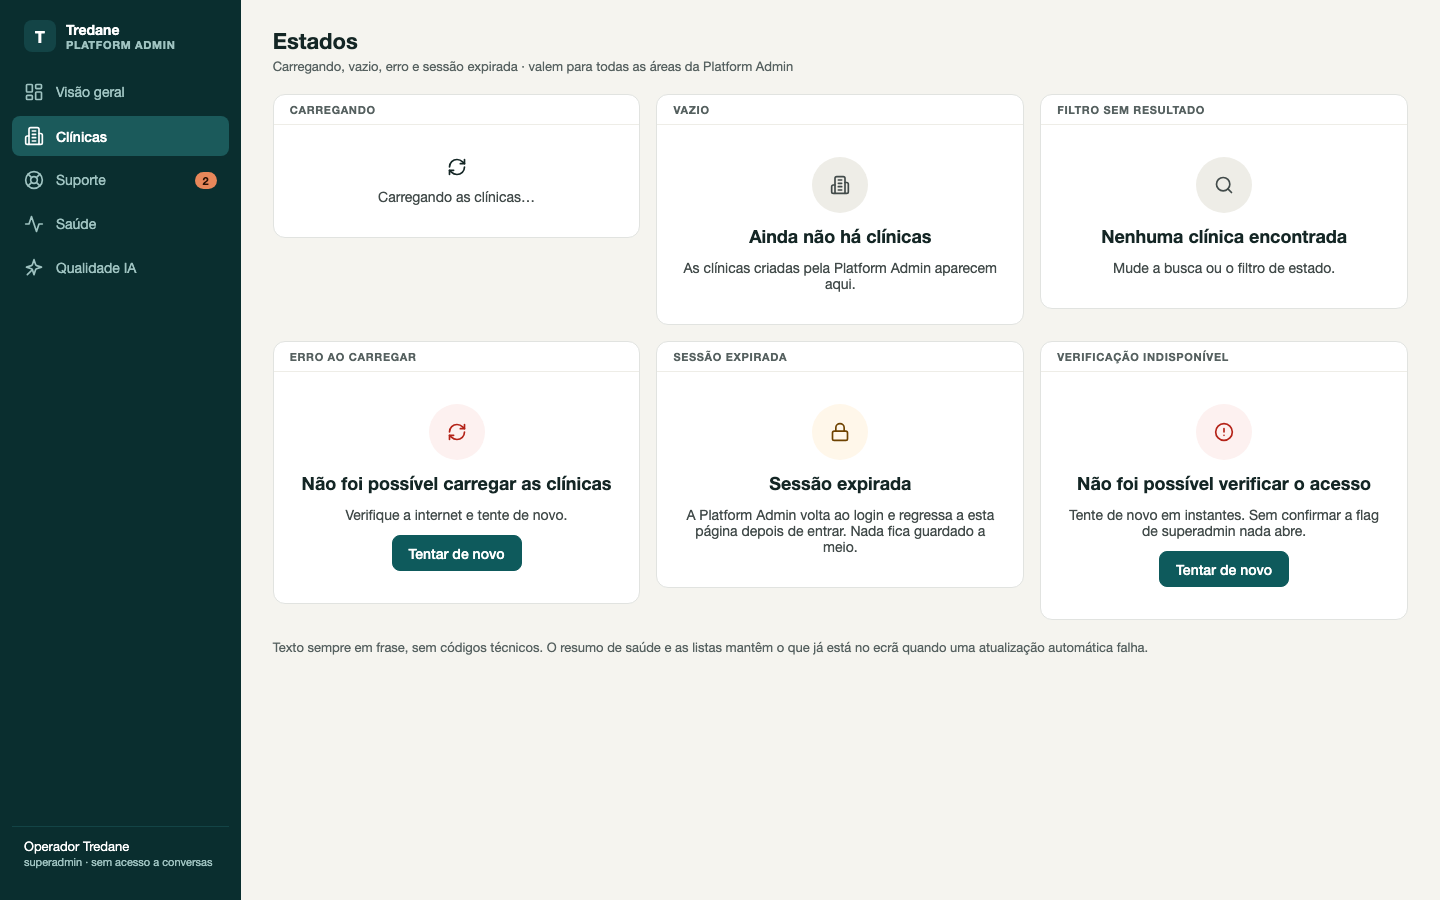 T
Tredane
PLATFORM ADMIN
Visão geral
Clínicas
Suporte
2
Saúde
Qualidade IA
Operador Tredane
superadmin · sem acesso a conversas
Estados
Carregando, vazio, erro e sessão expirada · valem para todas as áreas da Platform Admin
CARREGANDO
Carregando as clínicas...
VAZIO
Ainda não há clínicas
As clínicas criadas pela Platform Admin aparecem
aqui.
FILTRO SEM RESULTADO
Nenhuma clínica encontrada
Mude a busca ou o filtro de estado.
ERRO AO CARREGAR
Não foi possível carregar as clínicas
Verifique a internet e tente de novo.
Tentar de novo
SESSÃO EXPIRADA
Sessão expirada
A Platform Admin volta ao login e regressa a esta
página depois de entrar. Nada fica guardado a
meio.
VERIFICAÇÃO INDISPONÍVEL
Não foi possível verificar o acesso
Tente de novo em instantes. Sem confirmar a flag
de superadmin nada abre.
Tentar de novo
Texto sempre em frase, sem códigos técnicos. O resumo de saúde e as listas mantêm o que já está no ecrã quando uma atualização automática falha.